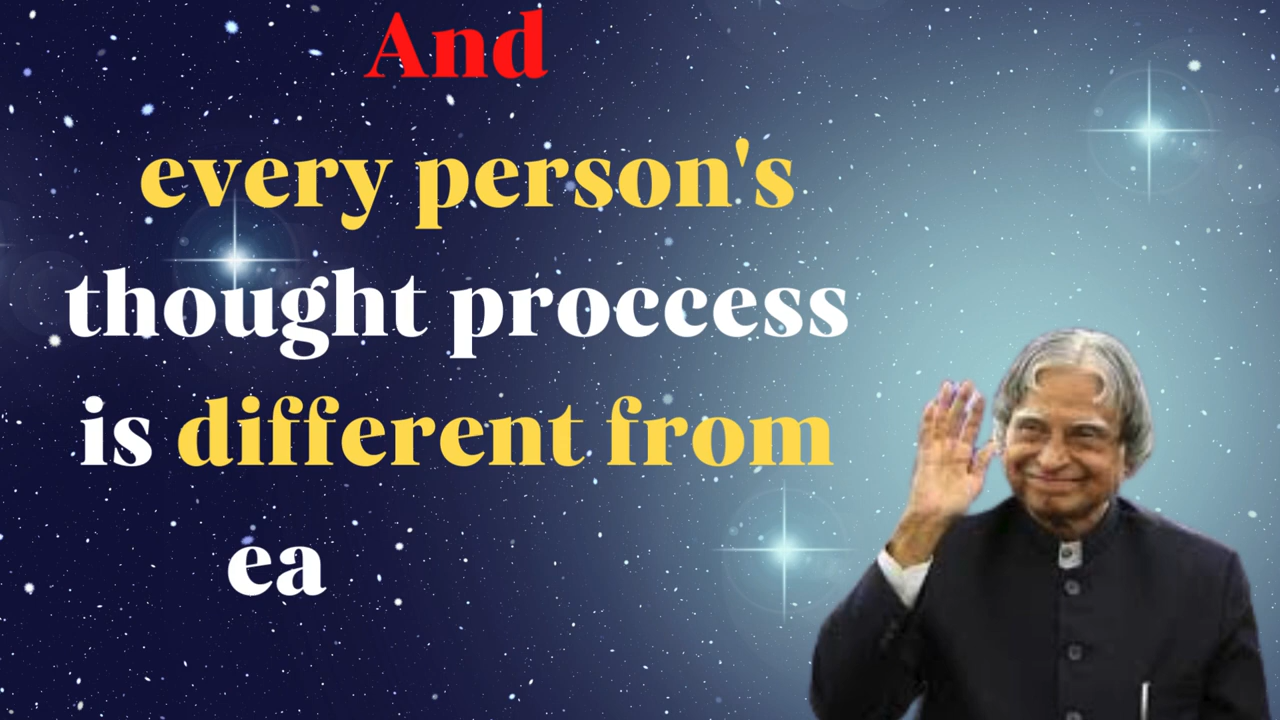 And
every person's
thought proccess
is different from
ea